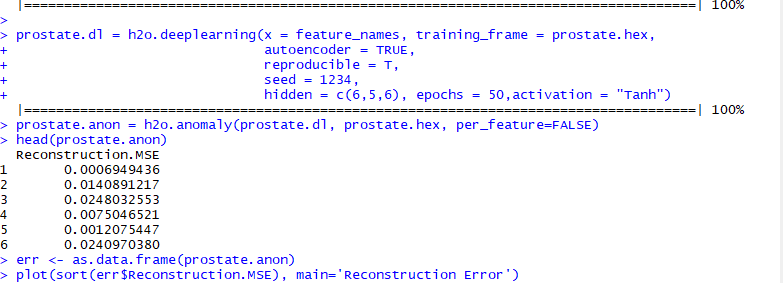 |======================================================================| 100%
>
> prostate.dl = h2o.deeplearning(x = feature_names, training_frame = prostate.hex,
+                                autoencoder = TRUE,
+                                reproducible = T,
+                                seed = 1234,
+                                hidden = c(6,5,6), epochs = 50,activation = "Tanh")
  |======================================================================| 100%
> prostate.anon = h2o.anomaly(prostate.dl, prostate.hex, per_feature=FALSE)
> head(prostate.anon)
  Reconstruction.MSE
1       0.0006949436
2       0.0140891217
3       0.0248032553
4       0.0075046521
5       0.0012075447
6       0.0240970380
> err <- as.data.frame(prostate.anon)
> plot(sort(err$Reconstruction.MSE), main='Reconstruction Error')